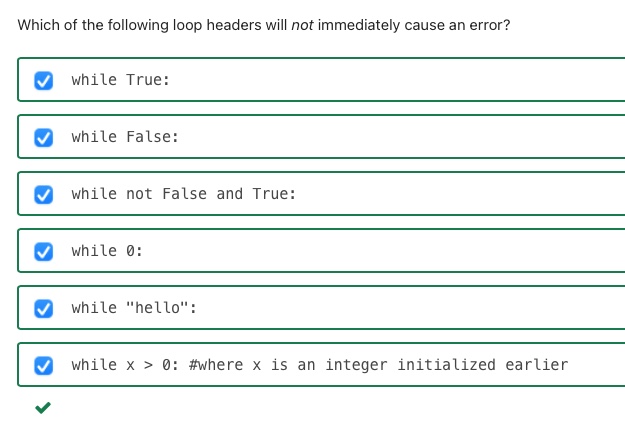 Which of the following loop headers will not immediately cause an error?
while True:
while False:
while not False and True:
while 0:
while "hello":
while x > 0: #where x is an integer initialized earlier